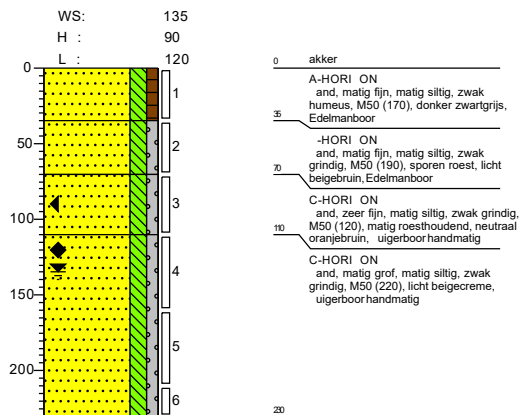 WS: 135
H : 90
L : 120
0
50
100
150
200
1
2
3
4
5
6
0 akker
A-HORI ON
and, matig fijn, matig siltig, zwak
humeus, M50 (170), donker zwartgrijs,
Edelmanboor
35
-HORI ON
and, matig fijn, matig siltig, zwak
grindig, M50 (190), sporen roest, licht
beigebruin, Edelmanboor
70
C-HORI ON
and, zeer fijn, matig siltig, zwak grindig,
M50 (120), matig roesthoudend, neutraal
oranjebruin, uigerboor handmatig
110
C-HORI ON
and, matig grof, matig siltig, zwak
grindig, M50 (220), licht beigecreme,
uigerboor handmatig
230